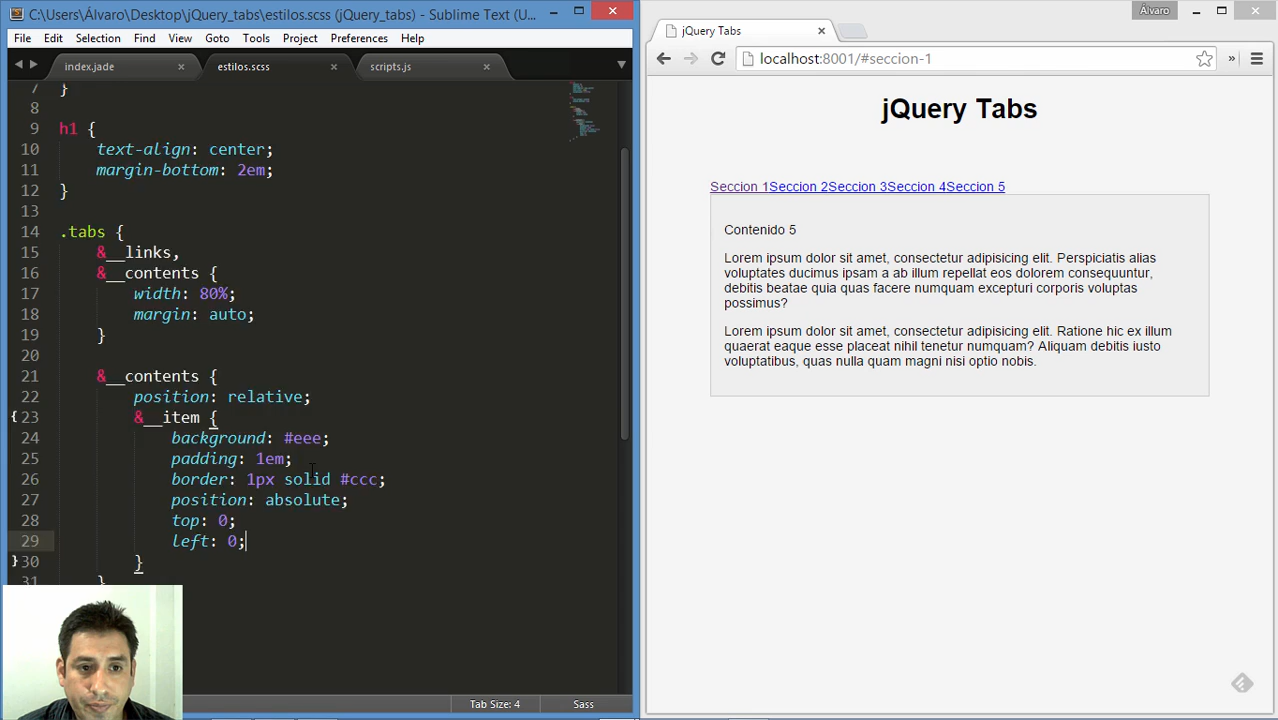 C:\Users\Álvaro\Desktop\jQuery_tabs\estilos.scss (jQuery_tabs) - Sublime Text (U...
File Edit Selection Find View Goto Tools Project Preferences Help
index.jade estilos.scss scripts.js
7 }
8
9 h1 {
10 text-align: center;
11 margin-bottom: 2em;
12 }
13
14 .tabs {
15 &__links,
16 &__contents {
17 width: 80%;
18 margin: auto;
19 }
20
21 &__contents {
22 position: relative;
23 &__item {
24 background: #eee;
25 padding: 1em;
26 border: 1px solid #ccc;
27 position: absolute;
28 top: 0;
29 left: 0;
30 }
31 }
Tab Size: 4 Sass
Álvaro
jQuery Tabs
localhost:8001/#seccion-1
jQuery Tabs
Seccion 1Seccion 2Seccion 3Seccion 4Seccion 5
Contenido 5
Lorem ipsum dolor sit amet, consectetur adipisicing elit. Perspiciatis alias
voluptates ducimus ipsam a ab illum repellat eos dolorem consequuntur,
debitis beatae quia quas facere numquam excepturi corporis voluptas
possimus?
Lorem ipsum dolor sit amet, consectetur adipisicing elit. Ratione hic ex illum
quaerat eaque esse placeat nihil tenetur numquam? Aliquam debitis iusto
voluptatibus, quas nulla quam magni nisi optio nobis.